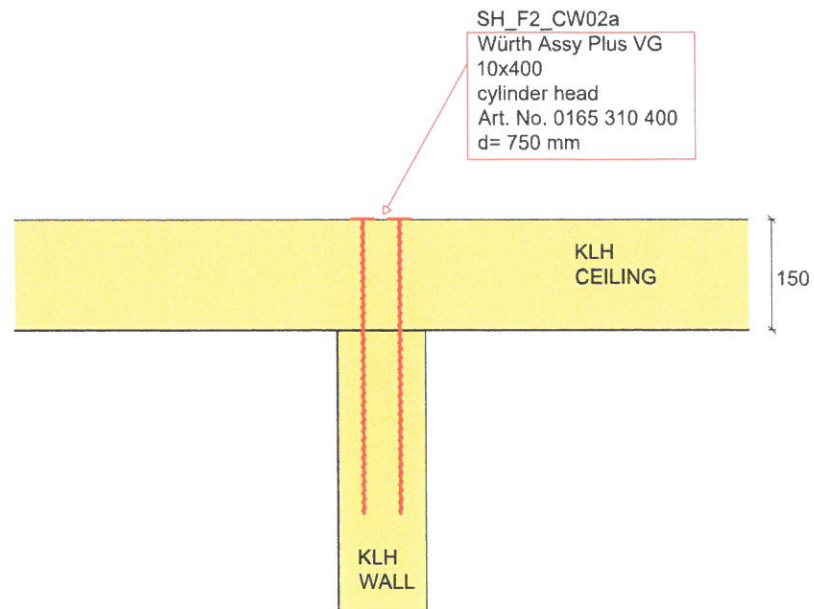 SH_F2_CW02a
Würth Assy Plus VG
10x400
cylinder head
Art. No. 0165 310 400
d= 750 mm
KLH
CEILING
150
KLH
WALL